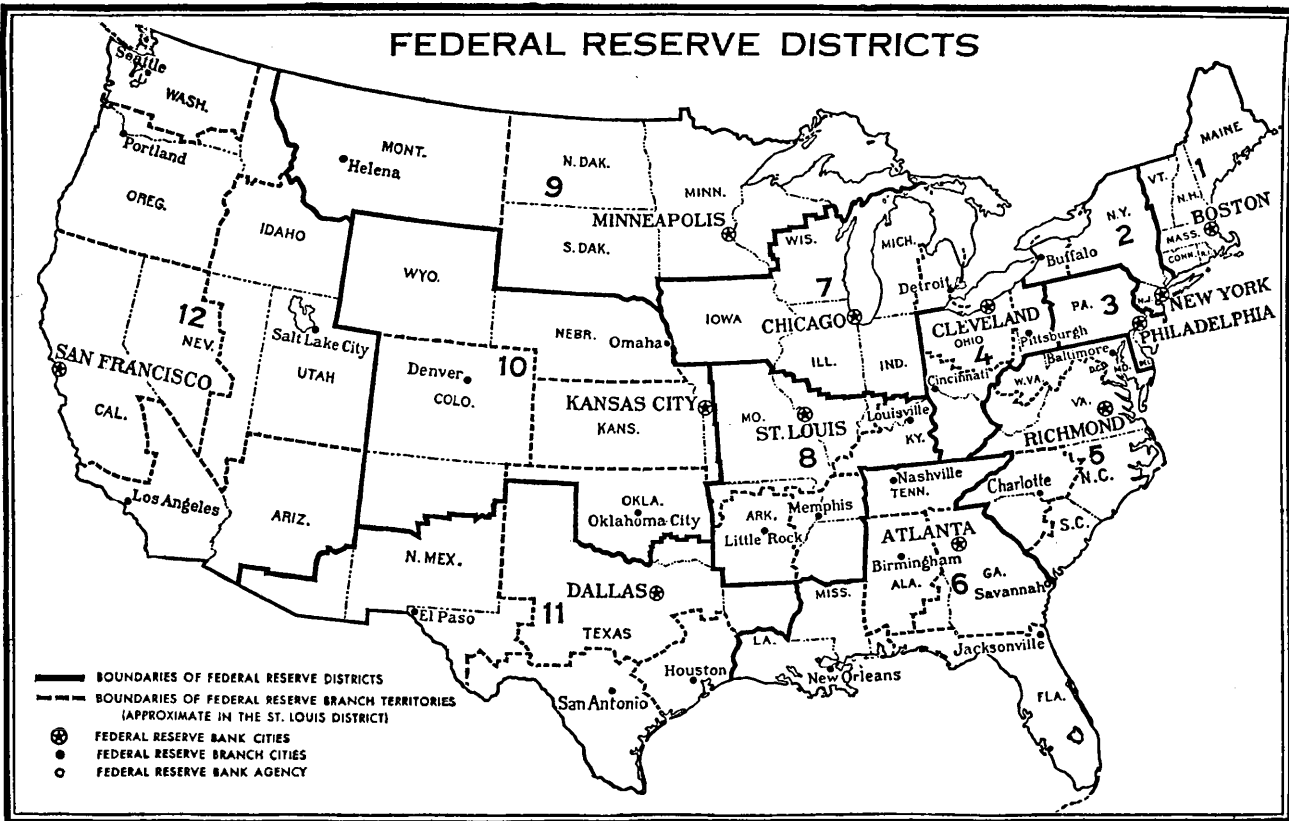 FEDERAL RESERVE DISTRICTS
Seattle
WASH.
Portland
OREG.
IDAHO
MONT.
Helena
N. DAK.
9
S. DAK.
MINN.
MINNEAPOLIS
WIS.
MICH.
7
Detroit
CHICAGO
IOWA
ILL.
IND.
WYO.
NEBR.
Omaha
12
NEV.
Salt Lake City
UTAH
SAN FRANCISCO
CAL.
Los Angeles
ARIZ.
10
Denver
COLO.
KANSAS CITY
KANS.
OKLA.
Oklahoma City
N. MEX.
El Paso
DALLAS
11
TEXAS
Houston
San Antonio
MO.
ST. LOUIS
8
Louisville
KY.
ARK.
Little Rock
Memphis
Nashville
TENN.
ATLANTA
Birmingham
ALA.
6
GA.
Savannah
MISS.
LA.
New Orleans
Jacksonville
FLA.
CLEVELAND
OHIO
4
Cincinnati
Pittsburgh
PA.
3
PHILADELPHIA
N.J.
NEW YORK
N.Y.
2
Buffalo
VT.
N.H.
MAINE
1
BOSTON
MASS.
CONN.
R.I.
Baltimore
D.C.
MD.
DEL.
W.VA.
VA.
RICHMOND
5
Charlotte
N.C.
S.C.
BOUNDARIES OF FEDERAL RESERVE DISTRICTS
BOUNDARIES OF FEDERAL RESERVE BRANCH TERRITORIES
(APPROXIMATE IN THE ST. LOUIS DISTRICT)
FEDERAL RESERVE BANK CITIES
FEDERAL RESERVE BRANCH CITIES
FEDERAL RESERVE BANK AGENCY